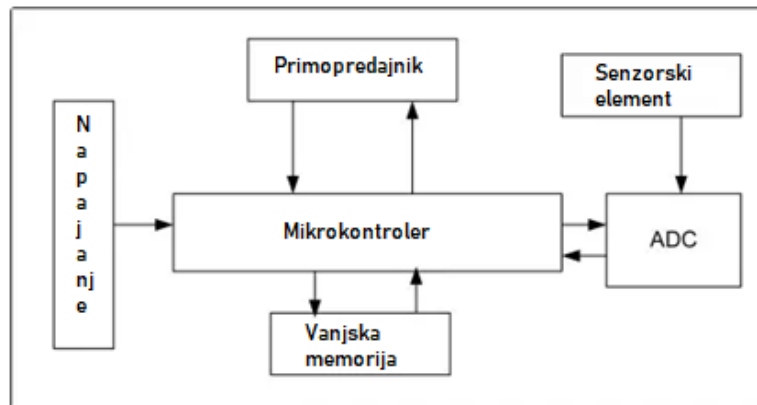 Primopredajnik
Senzorski
element
N
a
p
a
j
a
nj
e
Mikrokontroler
ADC
Vanjska
memorija